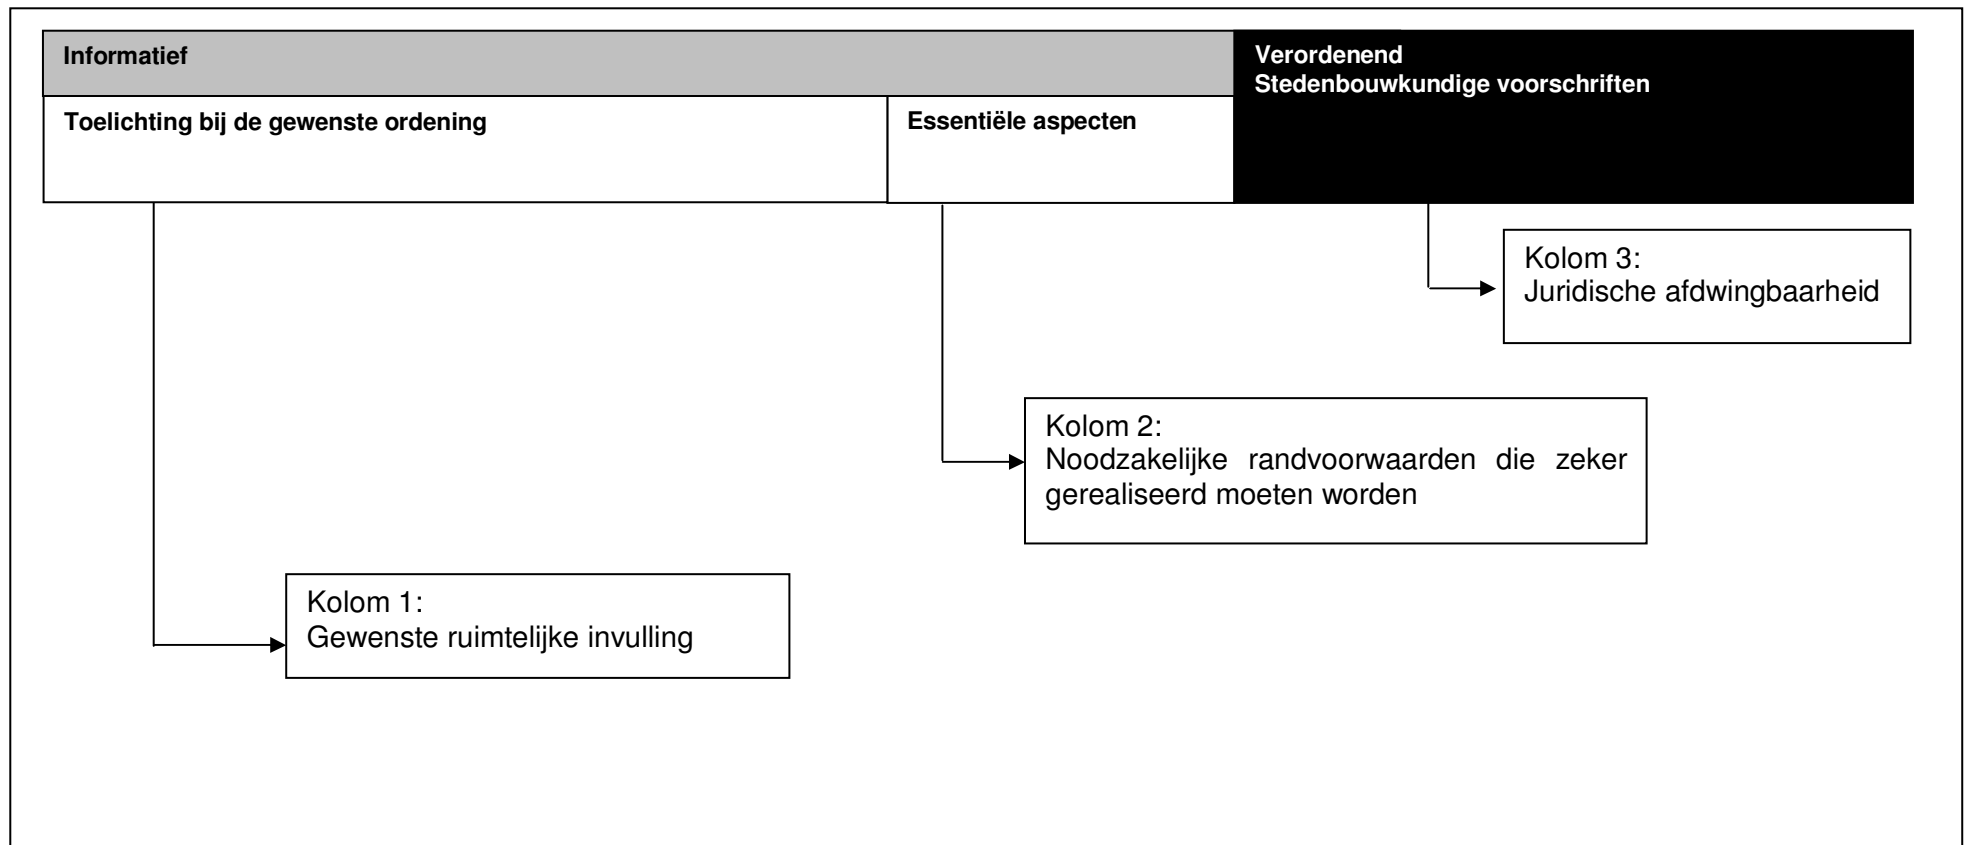 Informatief
Verordenend
Stedenbouwkundige voorschriften
Toelichting bij de gewenste ordening
Essentiële aspecten
Kolom 3:
Juridische afdwingbaarheid
Kolom 2:
Noodzakelijke randvoorwaarden die zeker
gerealiseerd moeten worden
Kolom 1:
Gewenste ruimtelijke invulling